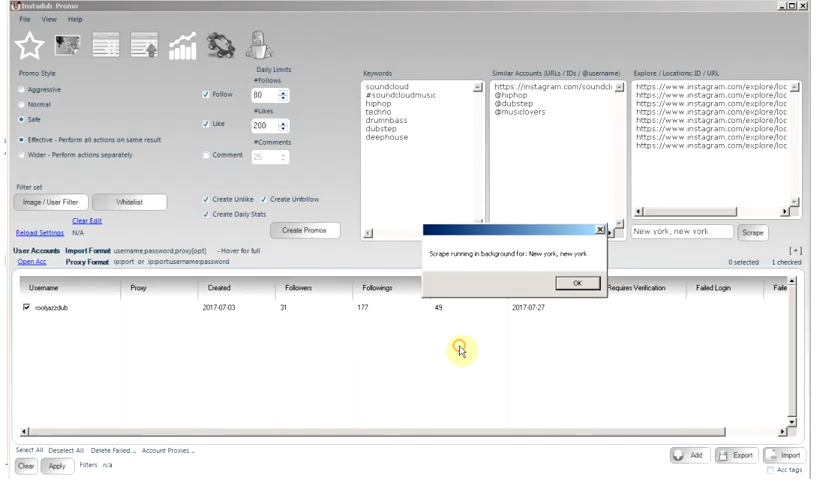 Instadub Promo
File View Help
Promo Style
Aggressive
Normal
Safe
Effective - Perform all actions on same result
Wider - Perform actions separately
Filter set
Image / User Filter Whitelist
Clear Edit
Reload Settings N/A
Daily Limits
#Follows
Follow 80
#Likes
Like 200
#Comments
Comment 25
Create Unlike Create Unfollow
Create Daily Stats
Create Promos
Keywords
soundcloud
#soundcloudmusic
hiphop
techno
drumnbass
dubstep
deephouse
Similar Accounts (URLs / IDs / @username)
https://instagram.com/soundcl
@hiphop
@dubstep
@musiclovers
Explore / Locations: ID / URL
https://www.instagram.com/explore/loc
https://www.instagram.com/explore/loc
https://www.instagram.com/explore/loc
https://www.instagram.com/explore/loc
https://www.instagram.com/explore/loc
https://www.instagram.com/explore/loc
https://www.instagram.com/explore/loc
New york, new york Scrape
Scrape running in background for: New york, new york
OK
User Accounts Import Format username,password,proxy[opt] - Hover for full
[ + ]
Open Acc Proxy Format ip:port or ip:port:username:password
0 selected 1 checked
Username Proxy Created Followers Followings Requires Verification Failed Login Faile
rootjazzdub 2017-07-03 31 177 49 2017-07-27
Select All Deselect All Delete Failed .. Account Proxies ..
Clear Apply Filters n/a
Add Export Import
Acc tags